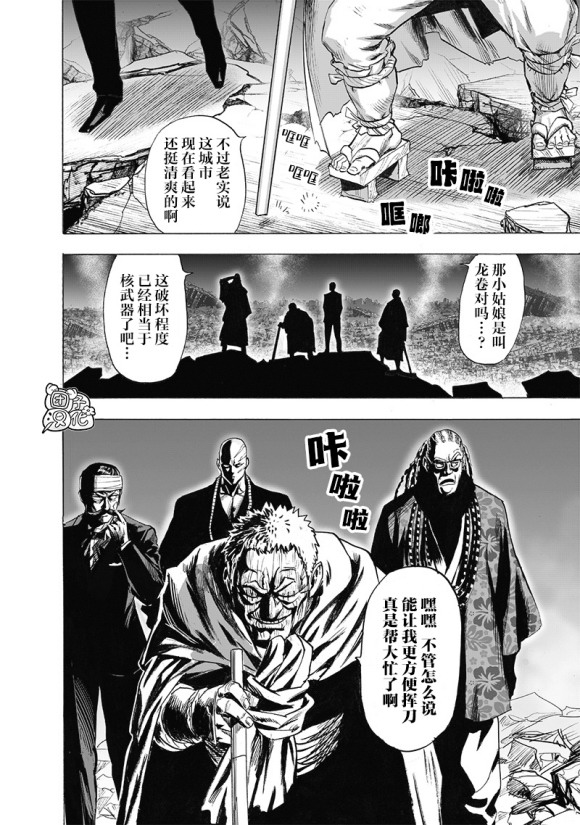 咔啦啦
哐啷
哐
哐
哐哐
不过老实说
这城市
现在看起来
还挺清爽的啊
那小姑娘是叫
龙卷对吗…?
这破坏程度
已经相当于
核武器了吧…
咔啦啦
嘿嘿 不管怎么说
能让我更方便挥刀
真是帮大忙了啊